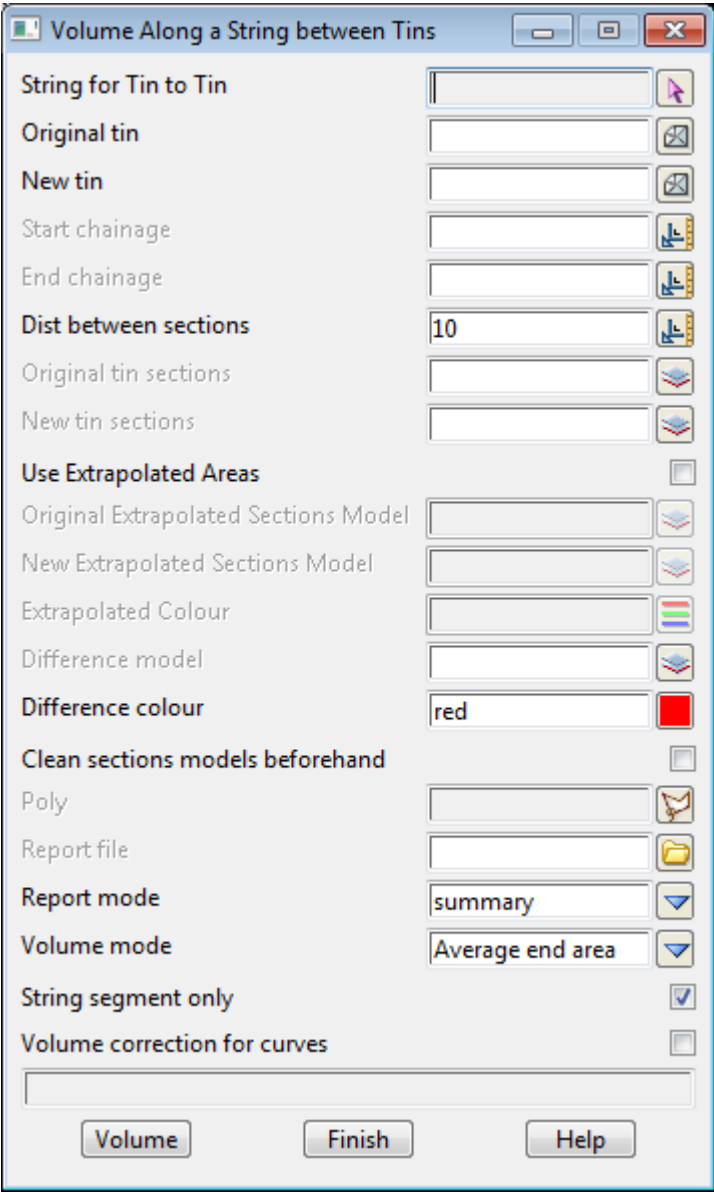 Volume Along a String between Tins
String for Tin to Tin
Original tin
New tin
Start chainage
End chainage
Dist between sections 10
Original tin sections
New tin sections
Use Extrapolated Areas
Original Extrapolated Sections Model
New Extrapolated Sections Model
Extrapolated Colour
Difference model
Difference colour red
Clean sections models beforehand
Poly
Report file
Report mode summary
Volume mode Average end area
String segment only
Volume correction for curves
Volume Finish Help